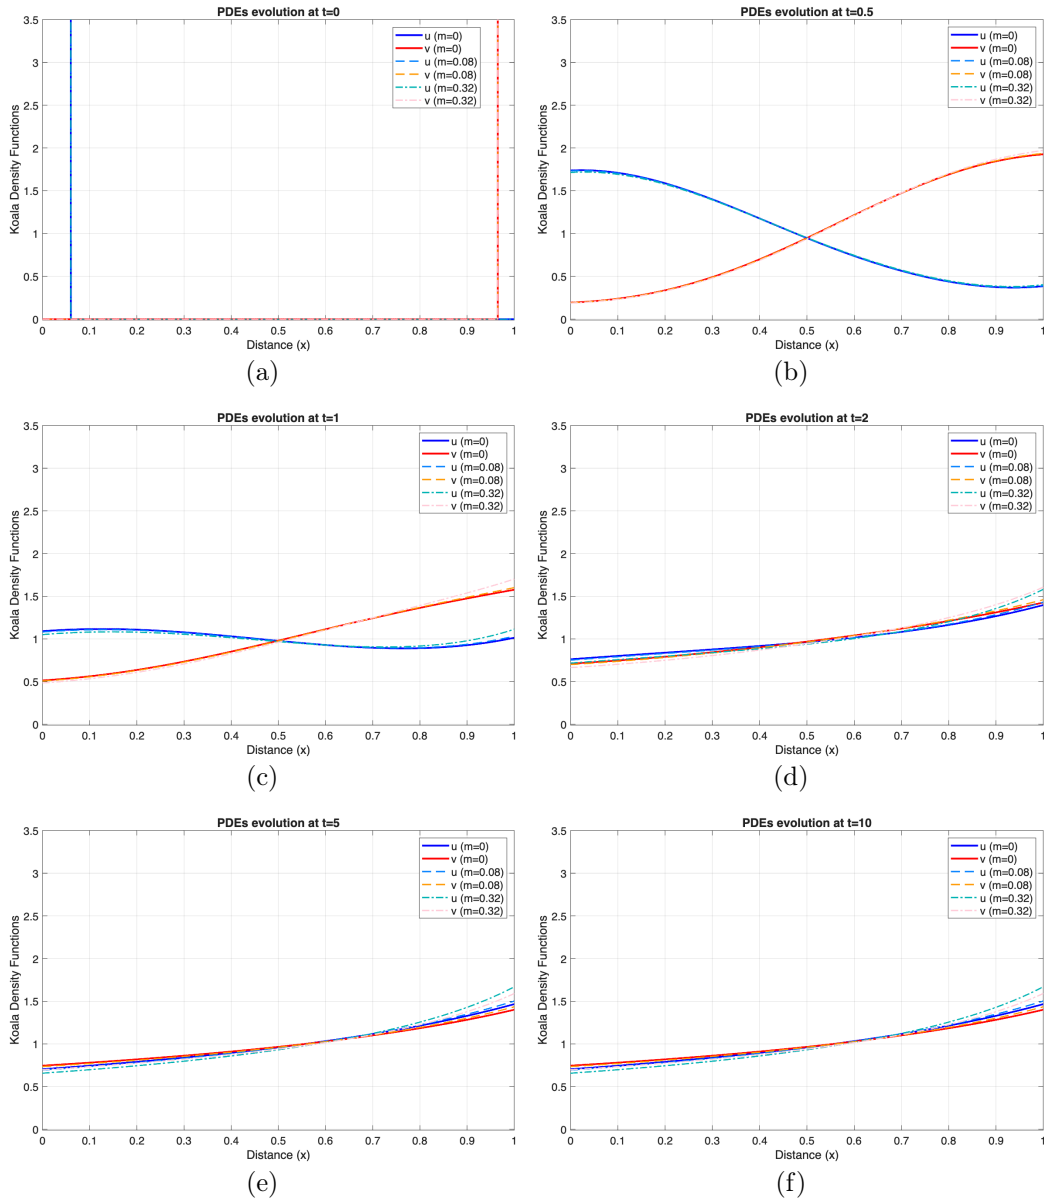 PDEs evolution at t=0
3.5
3
2.5
2
1.5
1
0.5
0
Koala Density Functions
u (m=0)
v (m=0)
u (m=0.08)
v (m=0.08)
u (m=0.32)
v (m=0.32)
0 0.1 0.2 0.3 0.4 0.5 0.6 0.7 0.8 0.9 1
Distance (x)
(a)
PDEs evolution at t=0.5
3.5
3
2.5
2
1.5
1
0.5
0
Koala Density Functions
u (m=0)
v (m=0)
u (m=0.08)
v (m=0.08)
u (m=0.32)
v (m=0.32)
0 0.1 0.2 0.3 0.4 0.5 0.6 0.7 0.8 0.9 1
Distance (x)
(b)
PDEs evolution at t=1
3.5
3
2.5
2
1.5
1
0.5
0
Koala Density Functions
u (m=0)
v (m=0)
u (m=0.08)
v (m=0.08)
u (m=0.32)
v (m=0.32)
0 0.1 0.2 0.3 0.4 0.5 0.6 0.7 0.8 0.9 1
Distance (x)
(c)
PDEs evolution at t=2
3.5
3
2.5
2
1.5
1
0.5
0
Koala Density Functions
u (m=0)
v (m=0)
u (m=0.08)
v (m=0.08)
u (m=0.32)
v (m=0.32)
0 0.1 0.2 0.3 0.4 0.5 0.6 0.7 0.8 0.9 1
Distance (x)
(d)
PDEs evolution at t=5
3.5
3
2.5
2
1.5
1
0.5
0
Koala Density Functions
u (m=0)
v (m=0)
u (m=0.08)
v (m=0.08)
u (m=0.32)
v (m=0.32)
0 0.1 0.2 0.3 0.4 0.5 0.6 0.7 0.8 0.9 1
Distance (x)
(e)
PDEs evolution at t=10
3.5
3
2.5
2
1.5
1
0.5
0
Koala Density Functions
u (m=0)
v (m=0)
u (m=0.08)
v (m=0.08)
u (m=0.32)
v (m=0.32)
0 0.1 0.2 0.3 0.4 0.5 0.6 0.7 0.8 0.9 1
Distance (x)
(f)